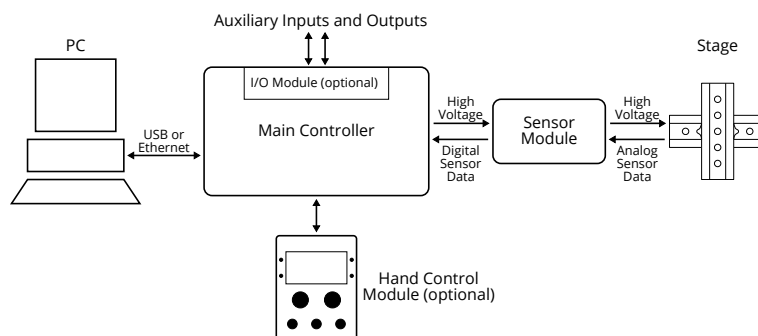 Auxiliary Inputs and Outputs
PC
Stage
I/O Module (optional)
Main Controller
USB or
Ethernet
High
Voltage
Digital
Sensor
Data
Sensor
Module
High
Voltage
Analog
Sensor
Data
Hand Control
Module (optional)